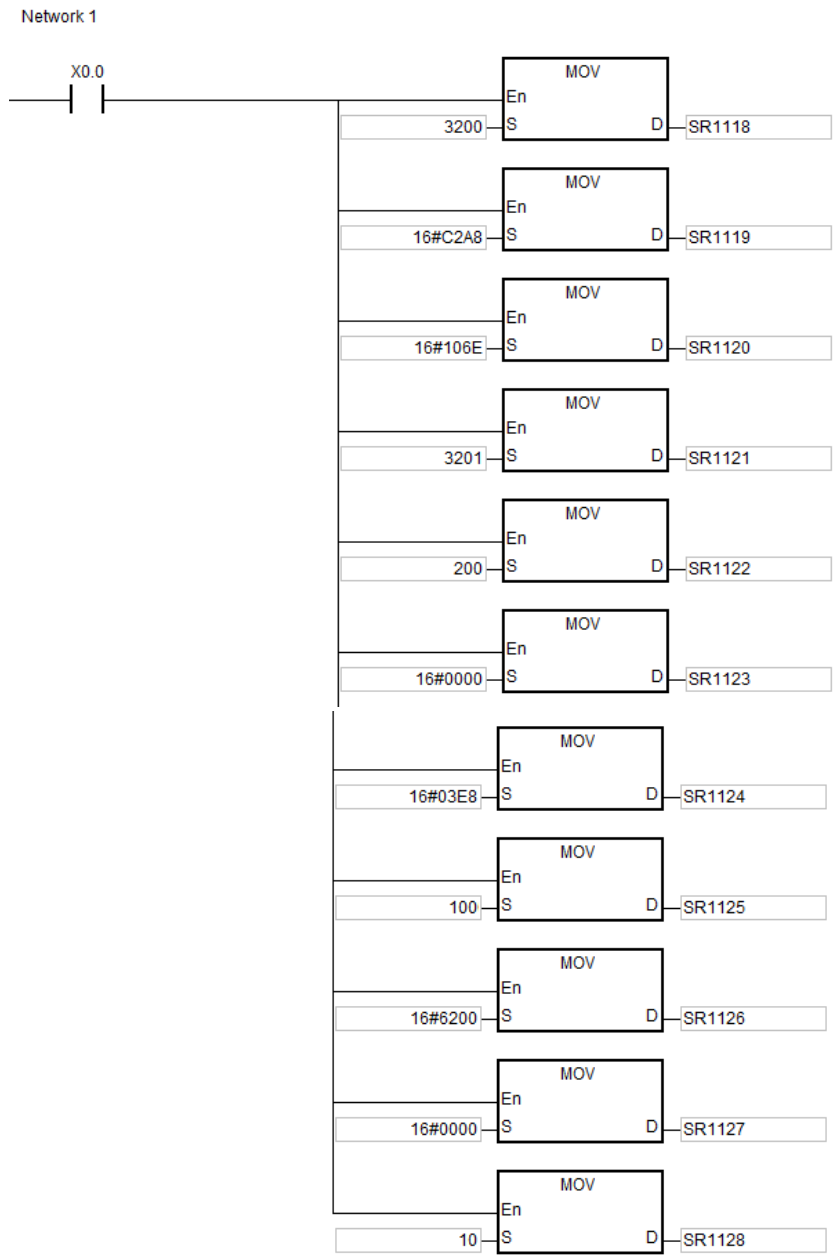 Network 1
X0.0
MOV
En
3200 S D SR1118
MOV
En
16#C2A8 S D SR1119
MOV
En
16#106E S D SR1120
MOV
En
3201 S D SR1121
MOV
En
200 S D SR1122
MOV
En
16#0000 S D SR1123
MOV
En
16#03E8 S D SR1124
MOV
En
100 S D SR1125
MOV
En
16#6200 S D SR1126
MOV
En
16#0000 S D SR1127
MOV
En
10 S D SR1128